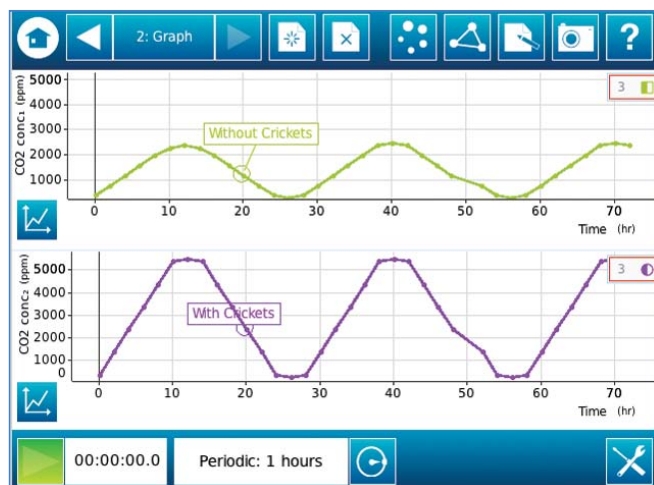 2: Graph
?
CO2 conc₁ (ppm)
5000
4000
3000
2000
1000
Without Crickets
3
0 10 20 30 40 50 60 70
Time (hr)
CO2 conc₂ (ppm)
5000
4000
3000
2000
1000
0
With Crickets
3
0 10 20 30 40 50 60 70
Time (hr)
00:00:00.0
Periodic: 1 hours